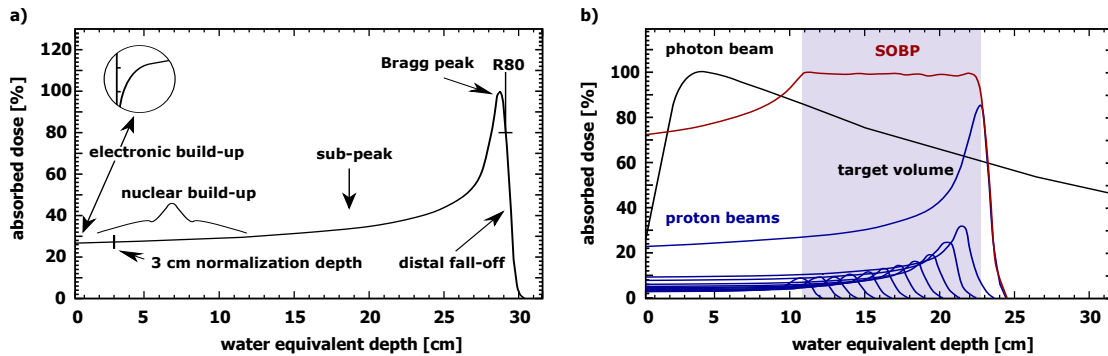 a)
120
100
80
60
40
20
0
absorbed dose [%]
Bragg peak
R80
electronic build-up
sub-peak
nuclear build-up
3 cm normalization depth
distal fall-off
0 5 10 15 20 25 30
water equivalent depth [cm]
b)
photon beam
SOBP
120
100
80
60
40
20
0
absorbed dose [%]
target volume
proton beams
0 5 10 15 20 25 30
water equivalent depth [cm]